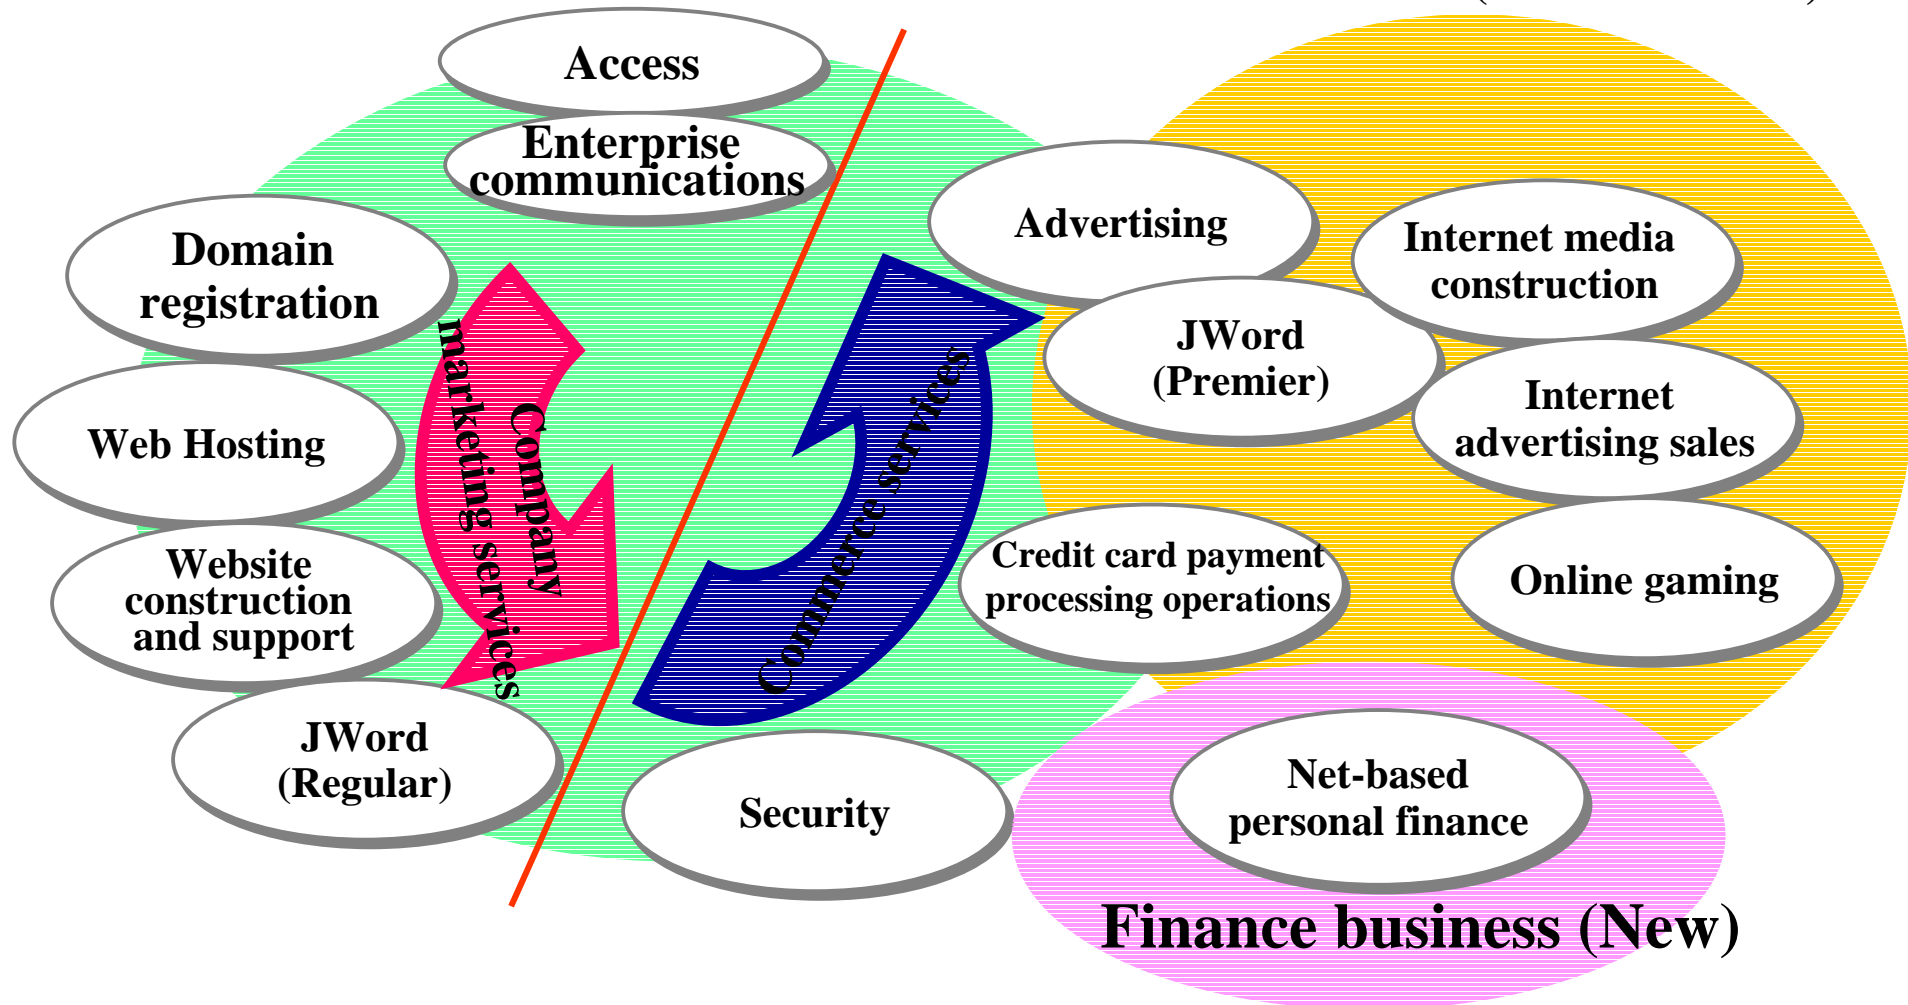 Access
Enterprise
communications
Domain
registration
Advertising
Internet media
construction
JWord
(Premier)
Web Hosting
Company
marketing services
Commerce services
Internet
advertising sales
Website
construction
and support
Credit card payment
processing operations
Online gaming
JWord
(Regular)
Security
Net-based
personal finance
Finance business (New)